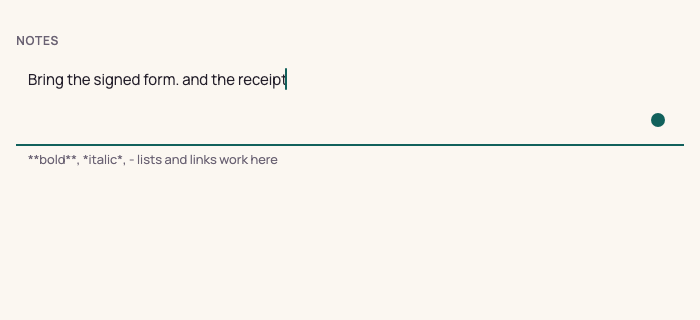 NOTES
Bring the signed form. and the receipt
**bold**, *italic*, - lists and links work here